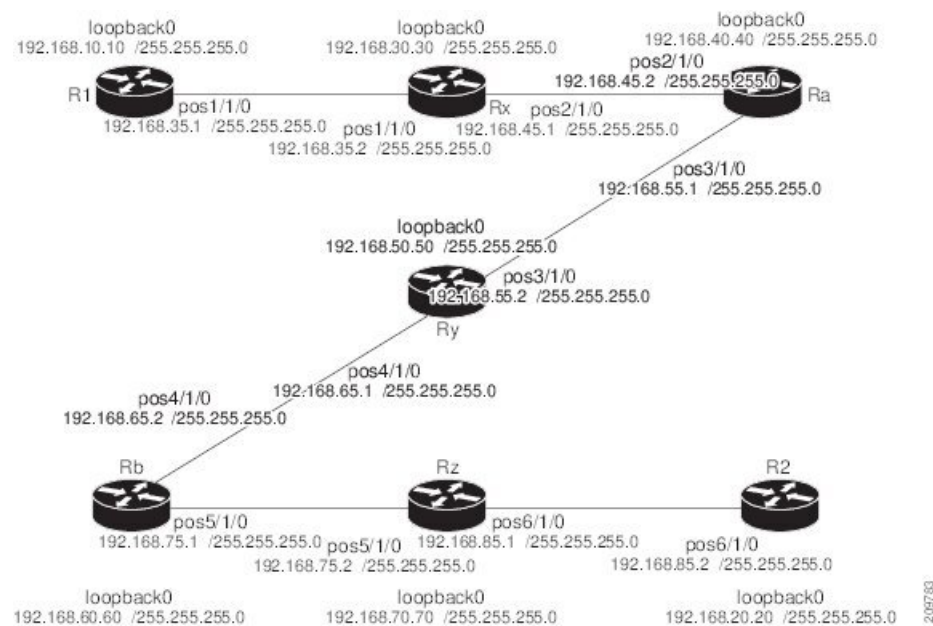 loopback0
192.168.10.10 /255.255.255.0
loopback0
192.168.30.30 /255.255.255.0
loopback0
192.168.40.40 /255.255.255.0
pos2/1/0
192.168.45.2 /255.255.255.0
R1
pos1/1/0
192.168.35.1 /255.255.255.0
Rx
pos1/1/0
192.168.35.2 /255.255.255.0
pos2/1/0
192.168.45.1 /255.255.255.0
Ra
pos3/1/0
192.168.55.1 /255.255.255.0
loopback0
192.168.50.50 /255.255.255.0
pos3/1/0
192.168.55.2 /255.255.255.0
Ry
pos4/1/0
192.168.65.1 /255.255.255.0
pos4/1/0
192.168.65.2 /255.255.255.0
Rb
Rz
R2
pos5/1/0
192.168.75.1 /255.255.255.0
pos5/1/0
192.168.75.2 /255.255.255.0
pos6/1/0
192.168.85.1 /255.255.255.0
pos6/1/0
192.168.85.2 /255.255.255.0
loopback0
192.168.60.60 /255.255.255.0
loopback0
192.168.70.70 /255.255.255.0
loopback0
192.168.20.20 /255.255.255.0
209783